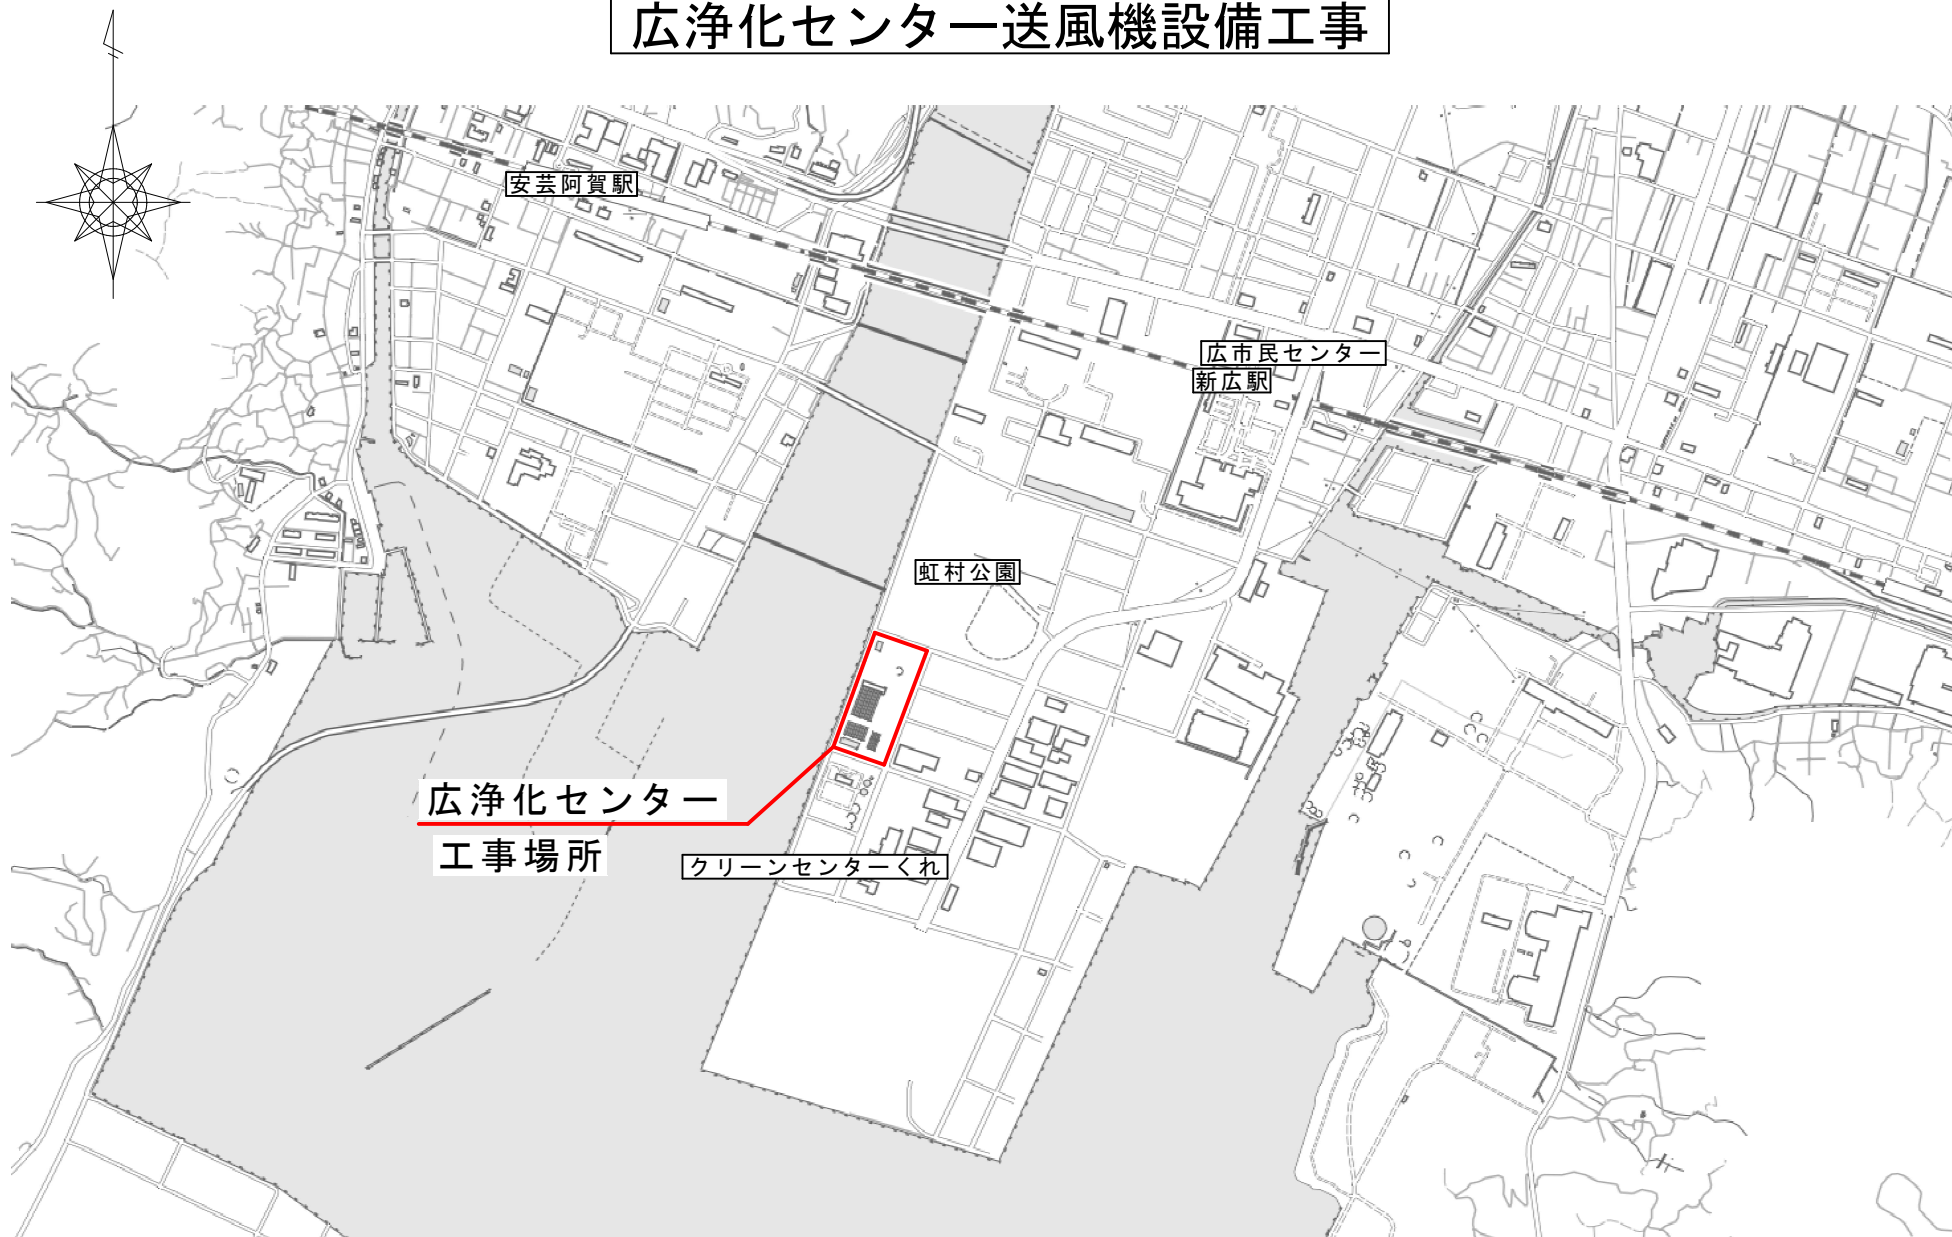 広浄化センター送風機設備工事
安芸阿賀駅
広市民センター
新広駅
虹村公園
広浄化センター
工事場所
クリーンセンターくれ